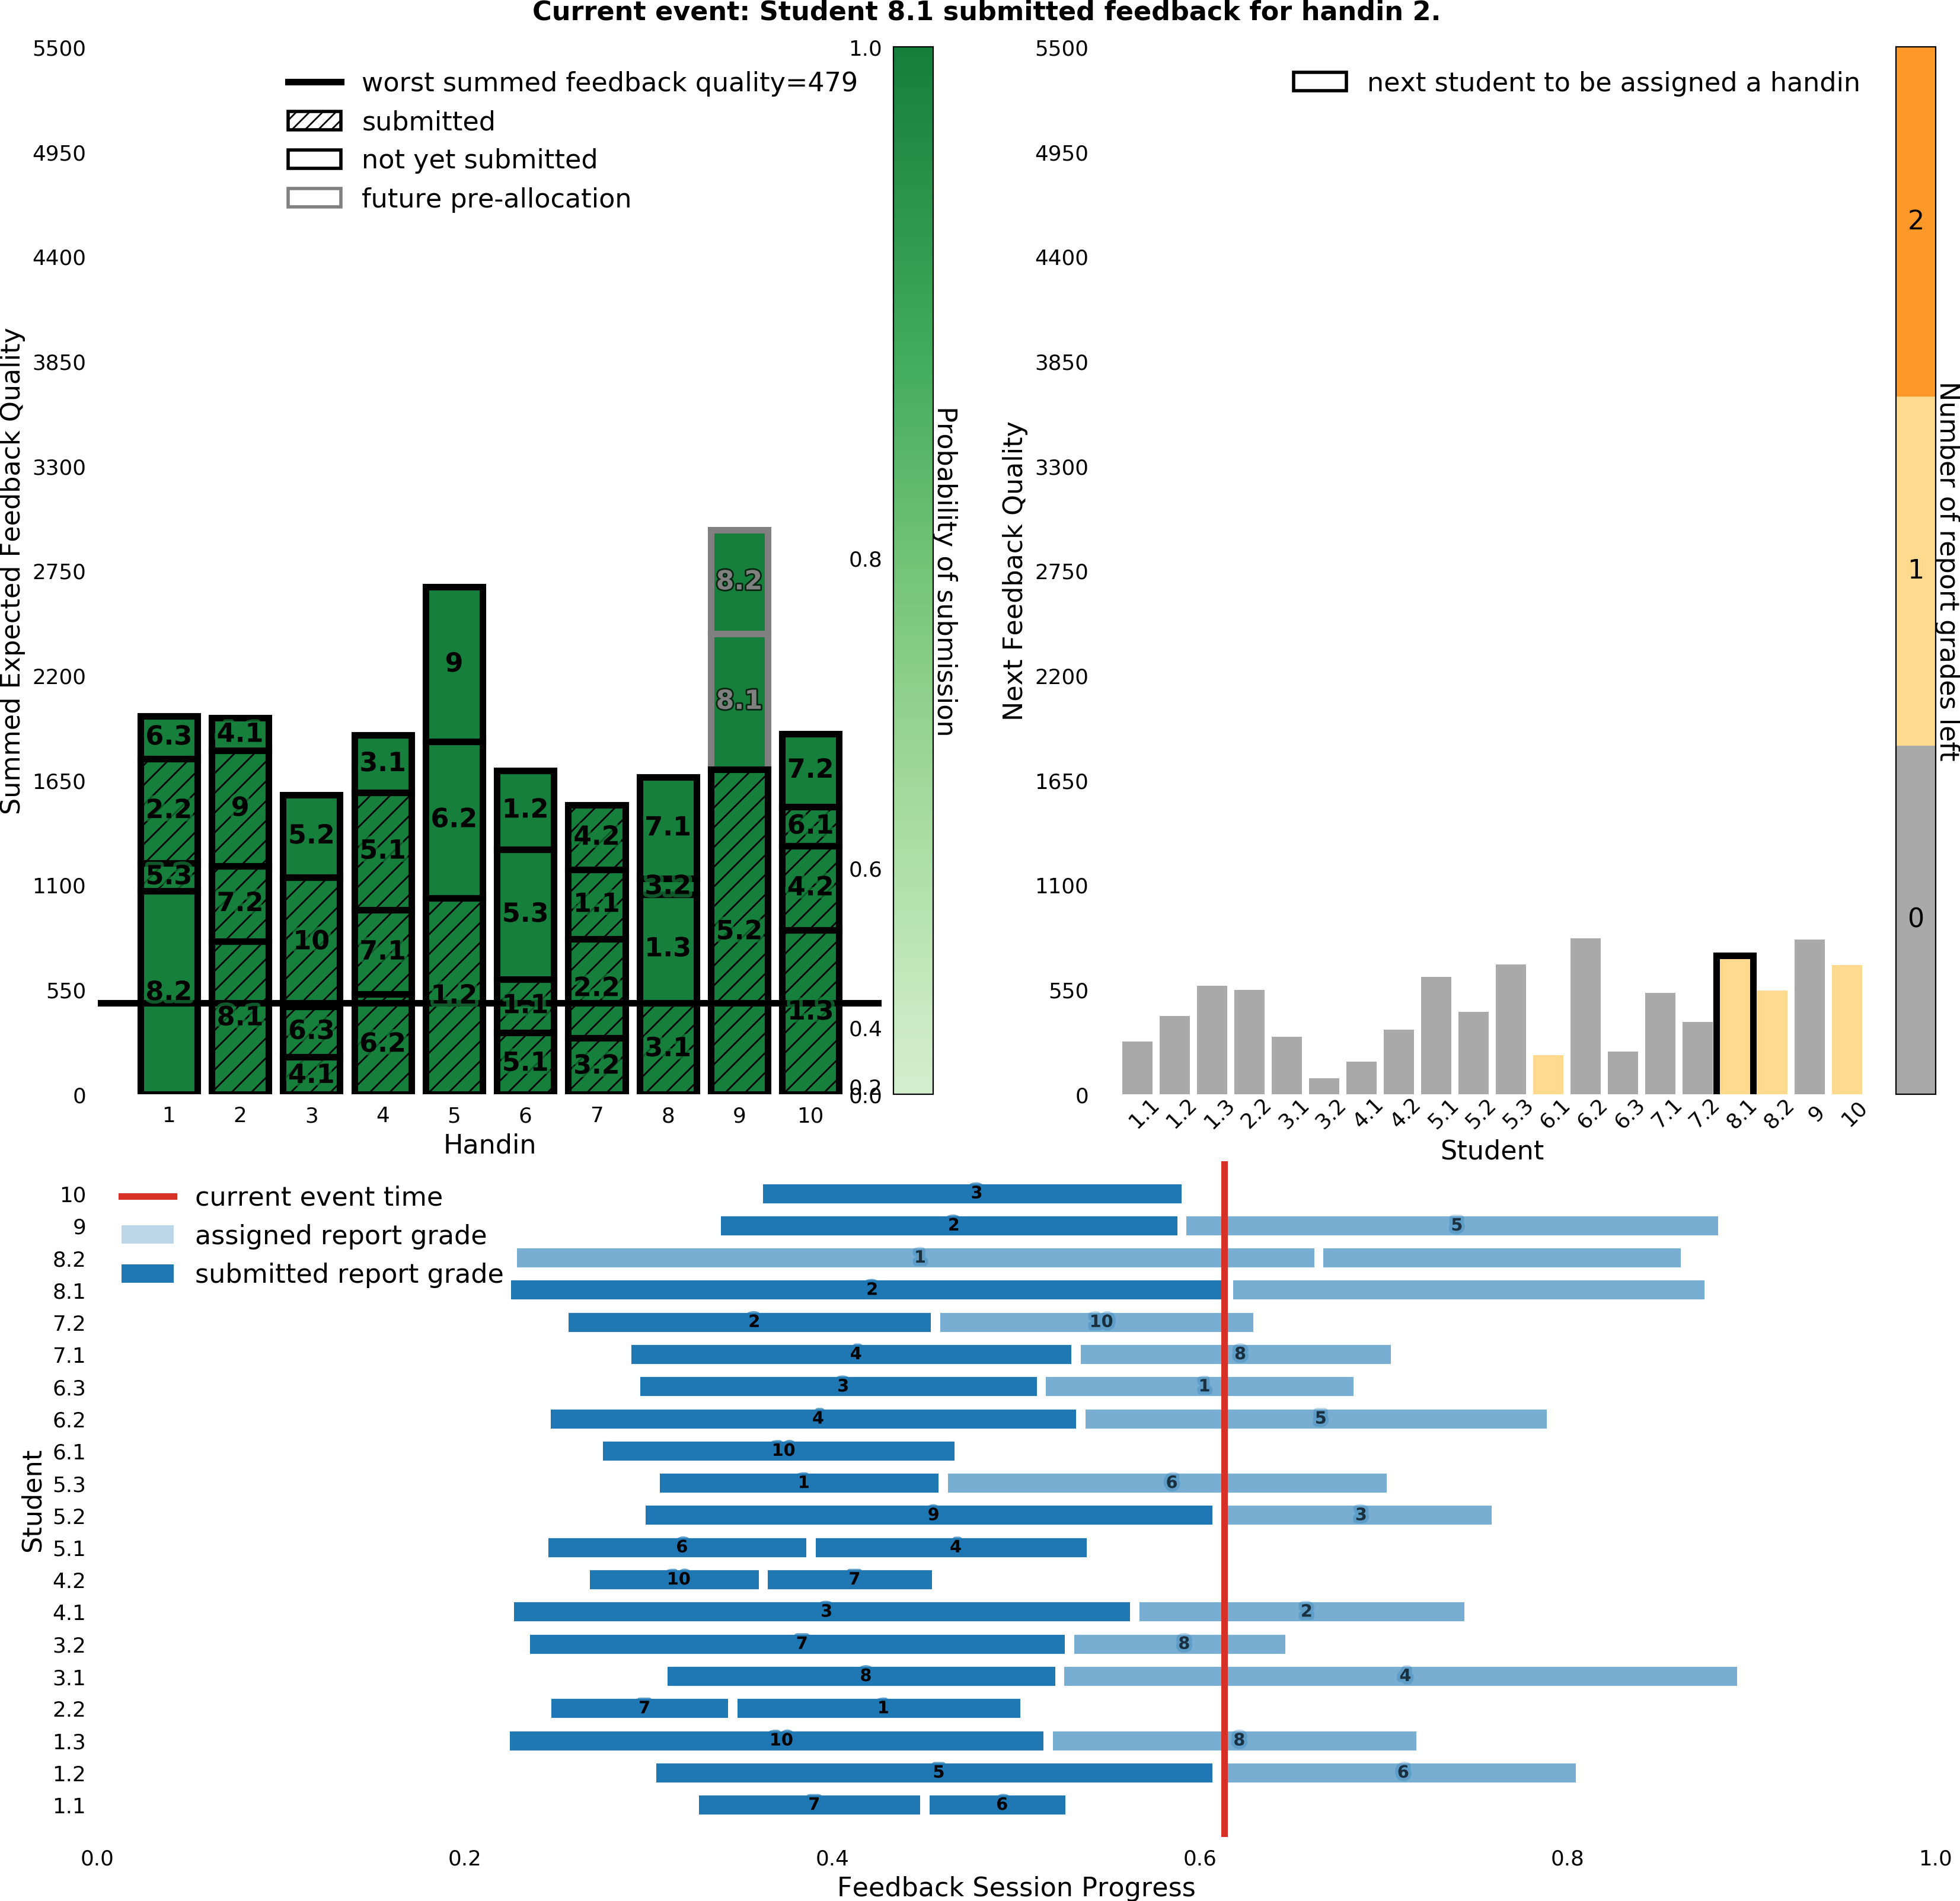 Current event: Student 8.1 submitted feedback for handin 2.
Summed Expected Feedback Quality
5500
4950
4400
3850
3300
2750
2200
1650
1100
550
0
worst summed feedback quality=479
submitted
not yet submitted
future pre-allocation
6.3
2.2
5.3
8.2
4.1
9
7.2
8.1
5.2
10
6.3
4.1
3.1
5.1
7.1
6.2
9
6.2
1.2
1.2
5.3
1.1
5.1
4.2
1.1
2.2
3.2
7.1
3.2
1.3
3.1
8.2
8.1
5.2
7.2
6.1
4.2
1.3
1 2 3 4 5 6 7 8 9 10
Handin
1.0
0.8
0.6
0.4
0.2
0.0
Probability of submission
Next Feedback Quality
5500
4950
4400
3850
3300
2750
2200
1650
1100
550
0
next student to be assigned a handin
1.1 1.2 1.3 2.2 3.1 3.2 4.1 4.2 5.1 5.2 5.3 6.1 6.2 6.3 7.1 7.2 8.1 8.2 9 10
Student
2
1
0
Number of report grades left
current event time
assigned report grade
submitted report grade
Student
10 3
9 2 5
8.2 1
8.1 2
7.2 2 10
7.1 4 8
6.3 3 1
6.2 4 5
6.1 10
5.3 1 6
5.2 9 3
5.1 6 4
4.2 10 7
4.1 3 2
3.2 7 8
3.1 8 4
2.2 7 1
1.3 10 8
1.2 5 6
1.1 7 6
0.0 0.2 0.4 0.6 0.8 1.0
Feedback Session Progress